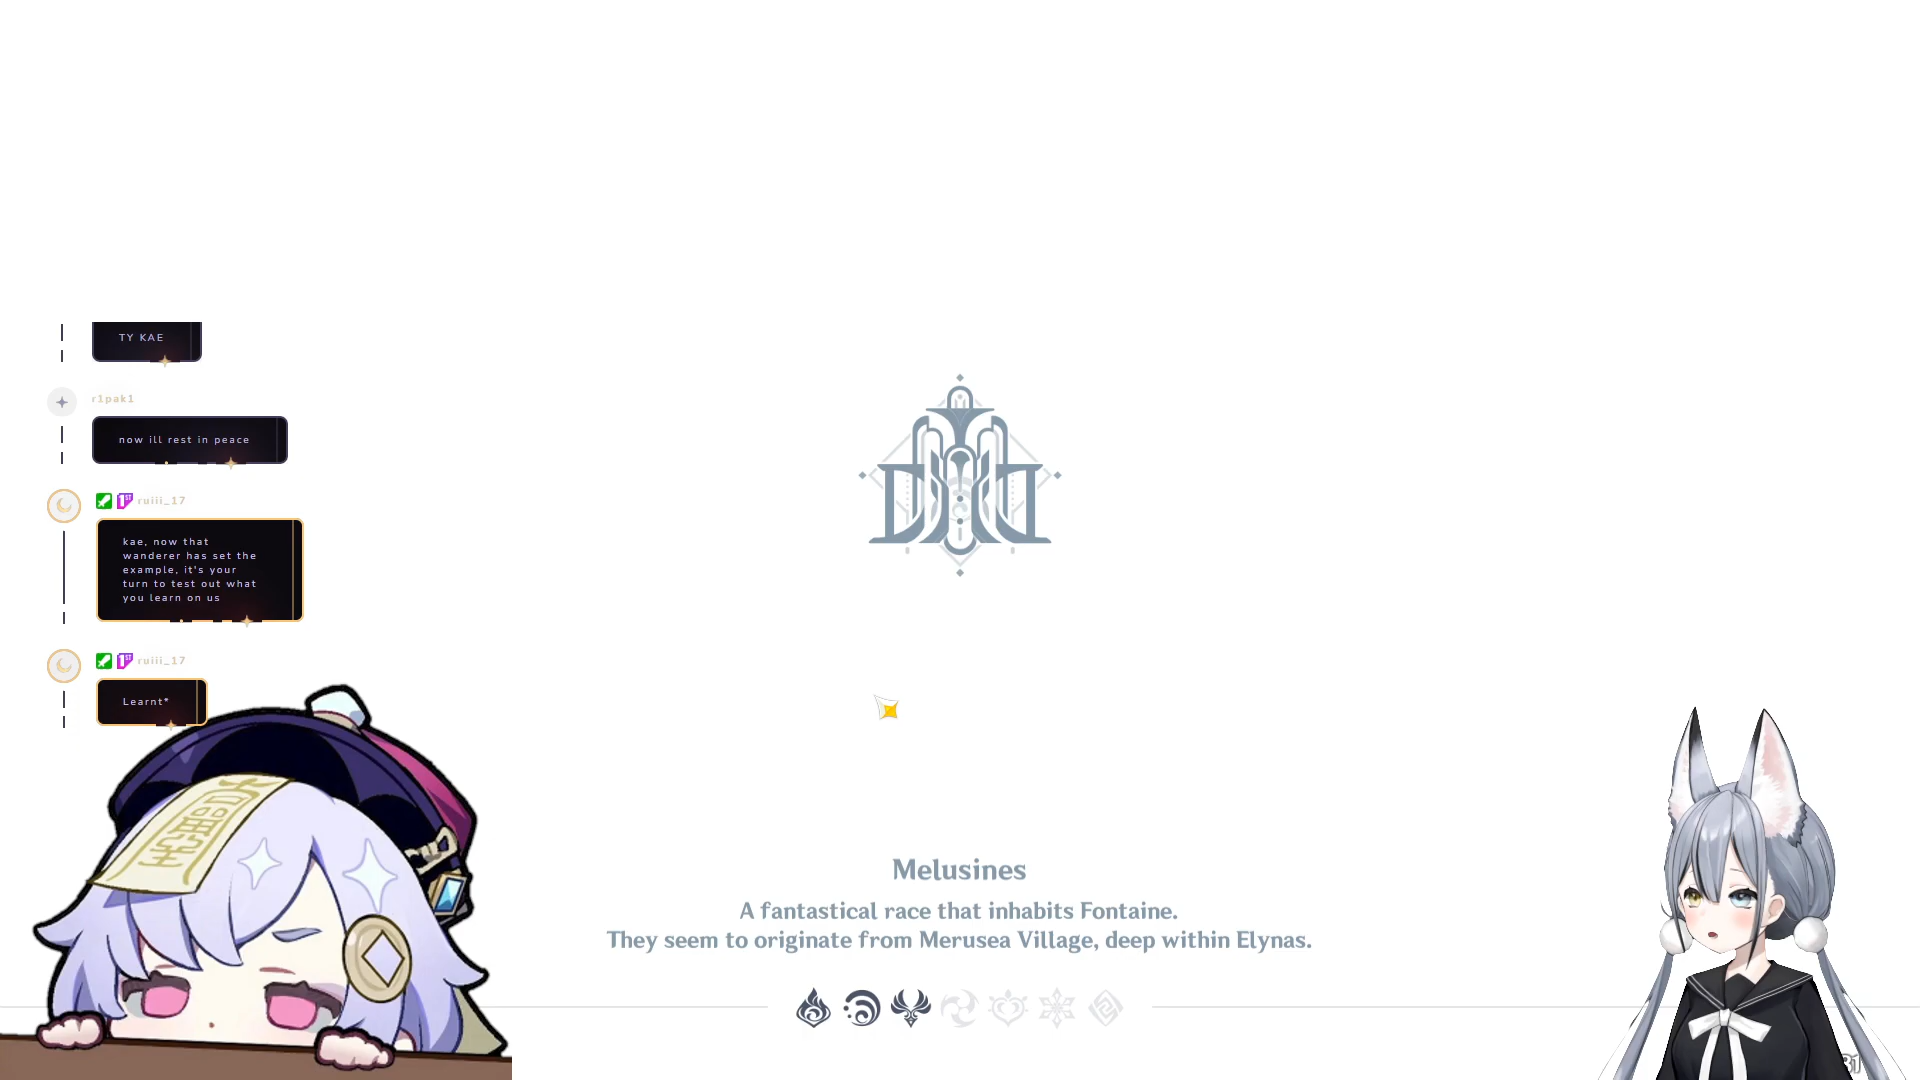 TY KAE
r1pak1
now ill rest in peace
ruiii_17
kae, now that
wanderer has set the
example, it's your
turn to test out what
you learn on us
ruiii_17
Learnt*
Melusines
A fantastical race that inhabits Fontaine.
They seem to originate from Merusea Village, deep within Elynas.